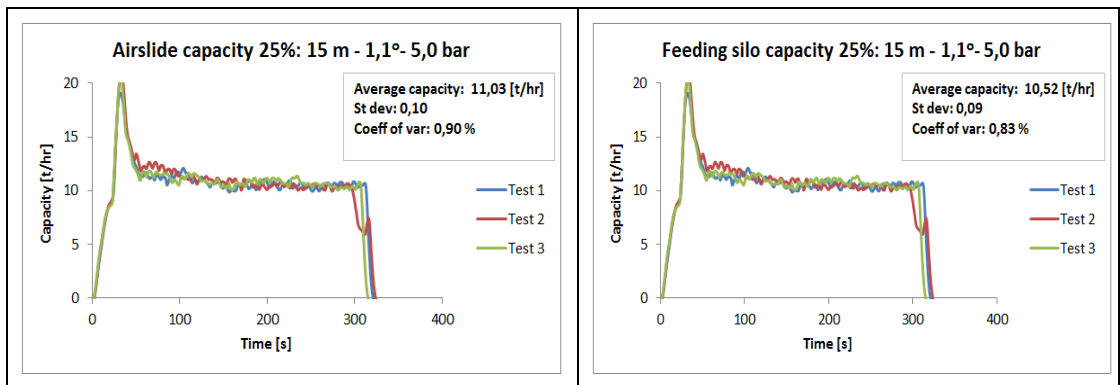 Airslide capacity 25%: 15 m - 1,1°- 5,0 bar
Average capacity: 11,03 [t/hr]
St dev: 0,10
Coeff of var: 0,90 %
20
15
10
5
0
Capacity [t/hr]
Test 1
Test 2
Test 3
0 100 200 300 400
Time [s]
Feeding silo capacity 25%: 15 m - 1,1°- 5,0 bar
Average capacity: 10,52 [t/hr]
St dev: 0,09
Coeff of var: 0,83 %
20
15
10
5
0
Capacity [t/hr]
Test 1
Test 2
Test 3
0 100 200 300 400
Time [s]